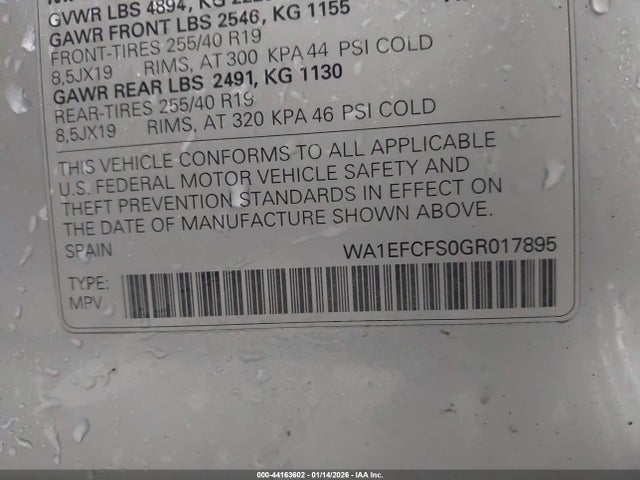 GVWR LBS 4894, KG
GAWR FRONT LBS 2546, KG 1155
FRONT-TIRES 255/40 R19
8,5JX19 RIMS, AT 300 KPA 44 PSI COLD
GAWR REAR LBS 2491, KG 1130
REAR-TIRES 255/40 R19
8,5JX19 RIMS, AT 320 KPA 46 PSI COLD
THIS VEHICLE CONFORMS TO ALL APPLICABLE
U.S. FEDERAL MOTOR VEHICLE SAFETY AND
THEFT PREVENTION STANDARDS IN EFFECT ON
THE DATE OF MANUFACTURE SHOWN ABOVE.
SPAIN WA1EFCFS0GR017895
TYPE:
MPV
000-44163602 - 01/14/2026 - IAA Inc.